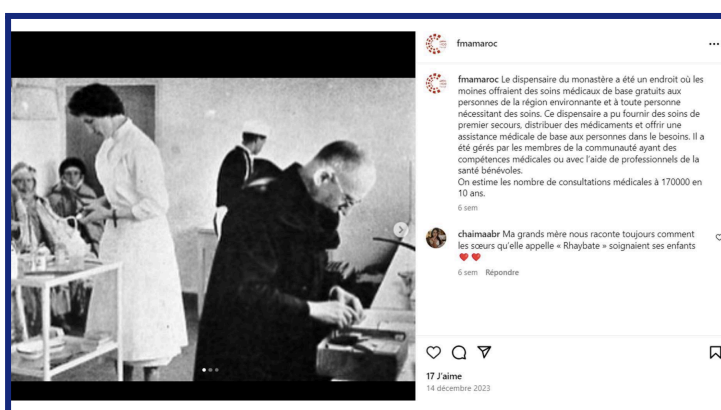 fmamaroc
fmamaroc Le dispensaire du monastère a été un endroit où les
moines offraient des soins médicaux de base gratuits aux
personnes de la région environnante et à toute personne
nécessitant des soins. Ce dispensaire a pu fournir des soins de
premier secours, distribuer des médicaments et offrir une
assistance médicale de base aux personnes dans le besoins. Il a
été gérés par les membres de la communauté ayant des
compétences médicales ou avec l'aide de professionnels de la
santé bénévoles.
On estime les nombre de consultations médicales à 170000 en
10 ans.
6 sem
chaimaabr Ma grands mère nous raconte toujours comment
les sœurs qu'elle appelle « Rhaybate » soignaient ses enfants
❤️ ❤️
6 sem Répondre
17 J'aime
14 décembre 2023